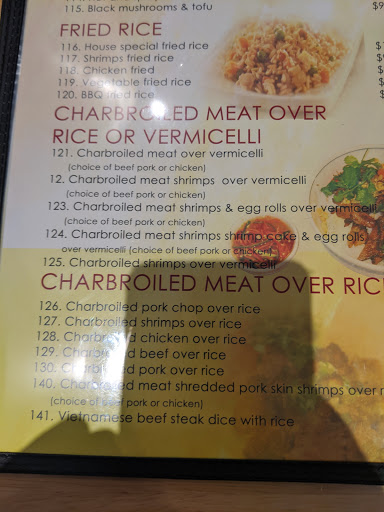 115. Black mushrooms & tofu
$9
FRIED RICE
116. House special fried rice
117. Shrimps fried rice
118. Chicken fried
119. Vegetable fried rice
120. BBQ fried rice
CHARBROILED MEAT OVER
RICE OR VERMICELLI
121. Charbroiled meat over vermicelli
(choice of beef pork or chicken)
12. Charbroiled meat shrimps over vermicelli
(choice of beef pork or chicken)
123. Charbroiled meat shrimps & egg rolls over vermicelli
(choice of beef pork or chicken)
124. Charbroiled meat shrimps shrimp cake & egg rolls
over vermicelli (choice of beef pork or chicken)
125. Charbroiled shrimps over vermicelli
CHARBROILED MEAT OVER RIC
126. Charbroiled pork chop over rice
127. Charbroiled shrimps over rice
128. Charbroiled chicken over rice
129. Charbroiled beef over rice
130. Charbroiled pork over rice
140. Charbroiled meat shredded pork skin shrimps over r
(choice of beef pork or chicken)
141. Vietnamese beef steak dice with rice